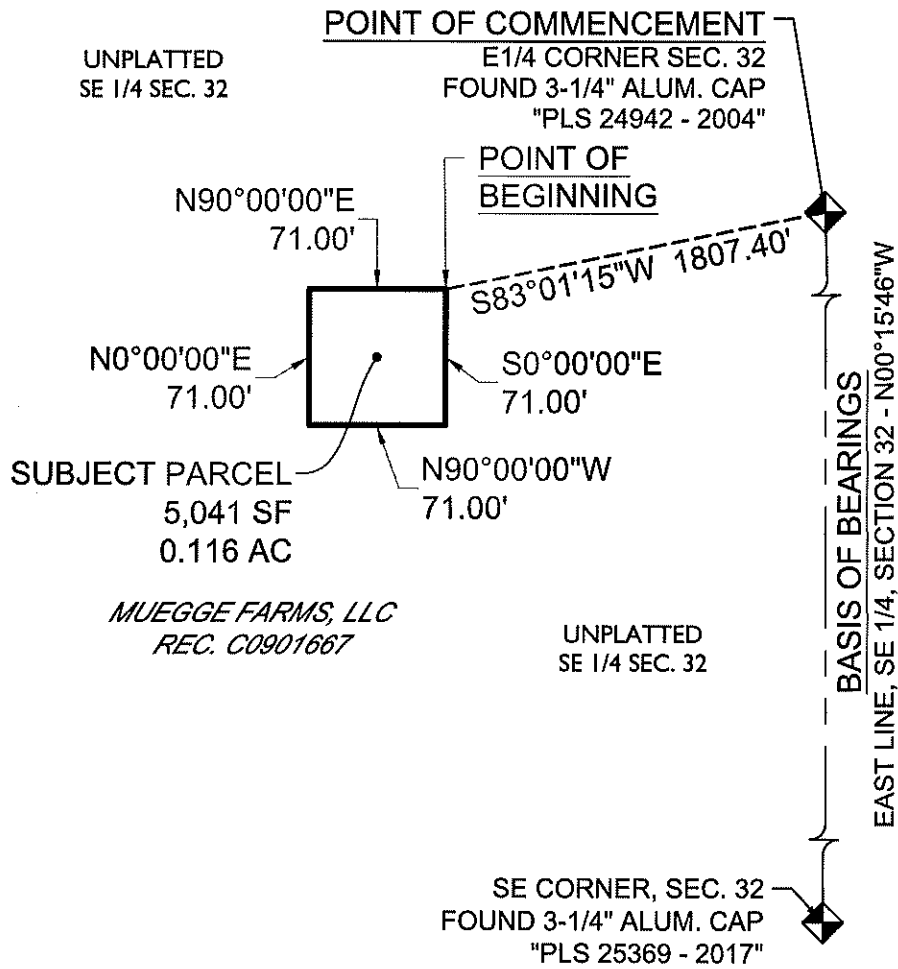 POINT OF COMMENCEMENT
E1/4 CORNER SEC. 32
FOUND 3-1/4" ALUM. CAP
"PLS 24942 - 2004"
UNPLATTED
SE 1/4 SEC. 32
POINT OF
BEGINNING
N90°00'00"E
71.00'
S83°01'15"W 1807.40'
N0°00'00"E
71.00'
S0°00'00"E
71.00'
N90°00'00"W
71.00'
SUBJECT PARCEL
5,041 SF
0.116 AC
MUEGGE FARMS, LLC
REC. C0901667
UNPLATTED
SE 1/4 SEC. 32
BASIS OF BEARINGS
EAST LINE, SE 1/4, SECTION 32 - N00°15'46"W
SE CORNER, SEC. 32
FOUND 3-1/4" ALUM. CAP
"PLS 25369 - 2017"